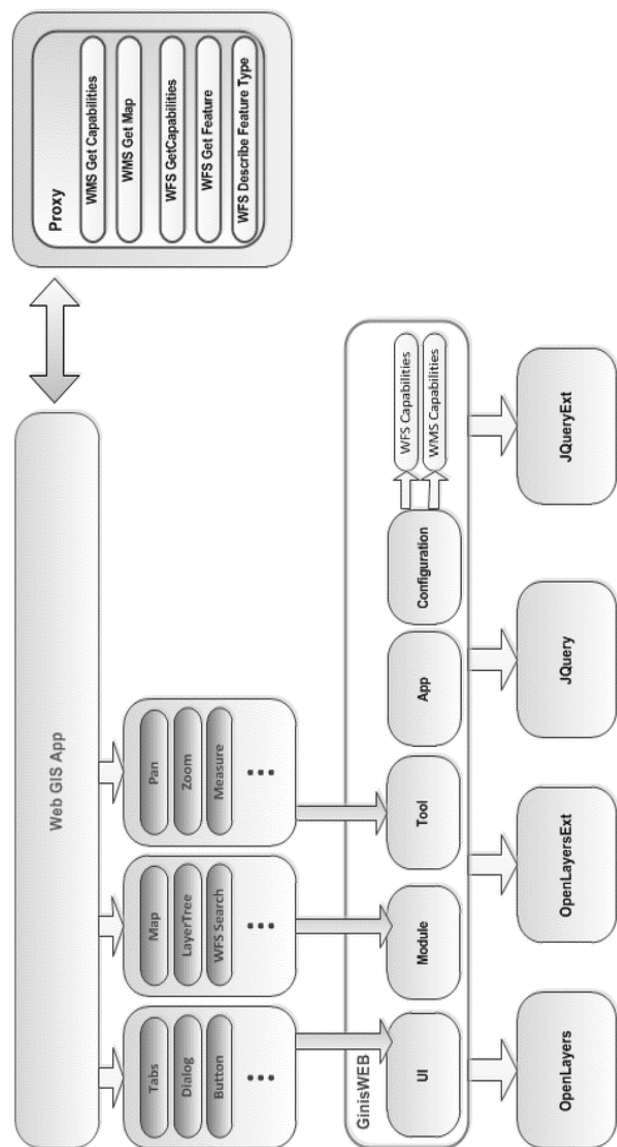 Web GIS App
Proxy
WMS Get Capabilities
WMS Get Map
WFS GetCapabilities
WFS Get Feature
WFS Describe Feature Type
Tabs
Dialog
Button
...
Map
LayerTree
WFS Search
...
Pan
Zoom
Measure
...
GinisWEB
UI
Module
Tool
App
Configuration
WFS Capabilities
WMS Capabilities
OpenLayers
OpenLayersExt
JQuery
JQueryExt